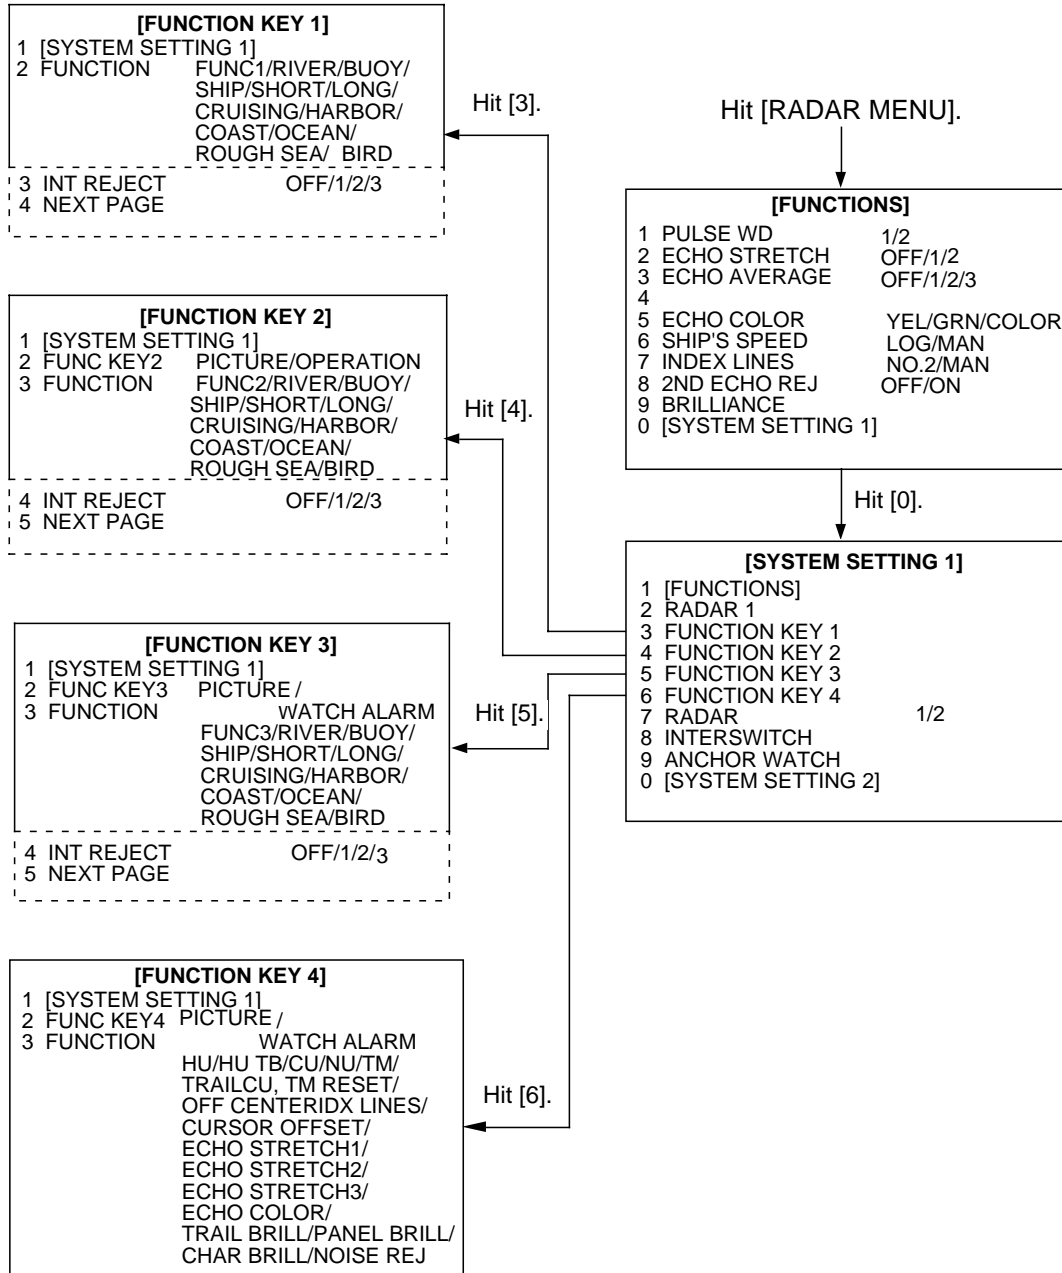 [FUNCTION KEY 1]
1 [SYSTEM SETTING 1]
2 FUNCTION FUNC1/RIVER/BUOY/
SHIP/SHORT/LONG/
CRUISING/HARBOR/
COAST/OCEAN/
ROUGH SEA/ BIRD
3 INT REJECT OFF/1/2/3
4 NEXT PAGE
Hit [3].
[FUNCTION KEY 2]
1 [SYSTEM SETTING 1]
2 FUNC KEY2 PICTURE/OPERATION
3 FUNCTION FUNC2/RIVER/BUOY/
SHIP/SHORT/LONG/
CRUISING/HARBOR/
COAST/OCEAN/
ROUGH SEA/BIRD
4 INT REJECT OFF/1/2/3
5 NEXT PAGE
Hit [4].
[FUNCTION KEY 3]
1 [SYSTEM SETTING 1]
2 FUNC KEY3 PICTURE /
3 FUNCTION WATCH ALARM
FUNC3/RIVER/BUOY/
SHIP/SHORT/LONG/
CRUISING/HARBOR/
COAST/OCEAN/
ROUGH SEA/BIRD
4 INT REJECT OFF/1/2/3
5 NEXT PAGE
Hit [5].
[FUNCTION KEY 4]
1 [SYSTEM SETTING 1]
2 FUNC KEY4 PICTURE /
3 FUNCTION WATCH ALARM
HU/HU TB/CU/NU/TM/
TRAILCU, TM RESET/
OFF CENTERIDX LINES/
CURSOR OFFSET/
ECHO STRETCH1/
ECHO STRETCH2/
ECHO STRETCH3/
ECHO COLOR/
TRAIL BRILL/PANEL BRILL/
CHAR BRILL/NOISE REJ
Hit [6].
Hit [RADAR MENU].
[FUNCTIONS]
1 PULSE WD 1/2
2 ECHO STRETCH OFF/1/2
3 ECHO AVERAGE OFF/1/2/3
4
5 ECHO COLOR YEL/GRN/COLOR
6 SHIP'S SPEED LOG/MAN
7 INDEX LINES NO.2/MAN
8 2ND ECHO REJ OFF/ON
9 BRILLIANCE
0 [SYSTEM SETTING 1]
Hit [0].
[SYSTEM SETTING 1]
1 [FUNCTIONS]
2 RADAR 1
3 FUNCTION KEY 1
4 FUNCTION KEY 2
5 FUNCTION KEY 3
6 FUNCTION KEY 4
7 RADAR 1/2
8 INTERSWITCH
9 ANCHOR WATCH
0 [SYSTEM SETTING 2]